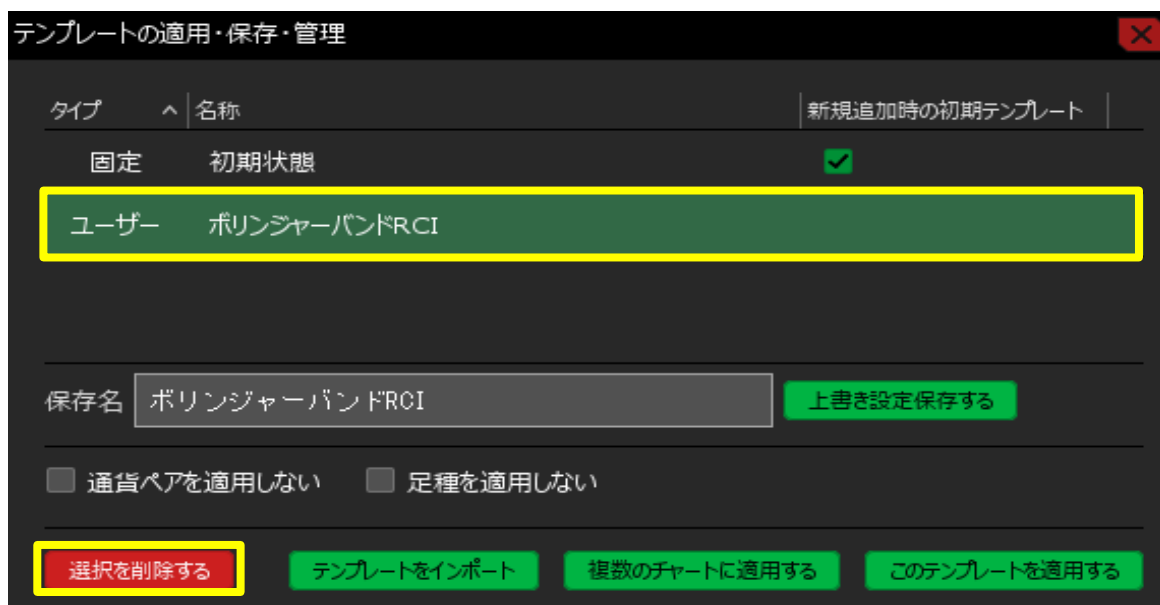 テンプレートの適用・保存・管理
タイプ 名称 新規追加時の初期テンプレート
固定 初期状態
ユーザー ボリンジャーバンドRCI
保存名 ボリンジャーバンドRCI 上書き設定保存する
通貨ペアを適用しない 足種を適用しない
選択を削除する テンプレートをインポート 複数のチャートに適用する このテンプレートを適用する